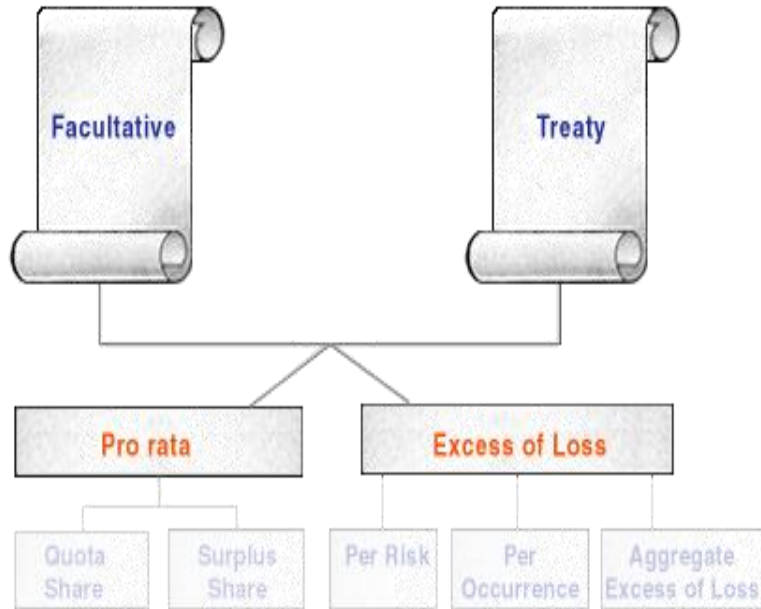 Facultative
Treaty
Pro rata
Excess of Loss
Quota
Share
Surplus
Share
Per Risk
Per
Occurrence
Aggregate
Excess of Loss